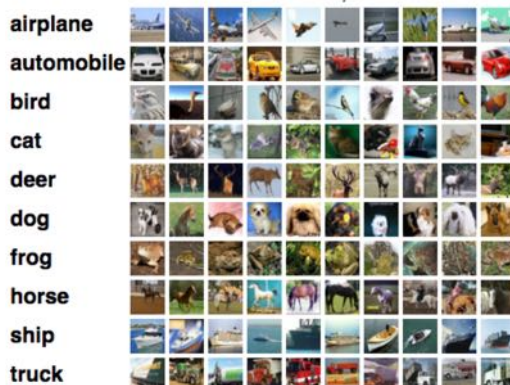 airplane
automobile
bird
cat
deer
dog
frog
horse
ship
truck